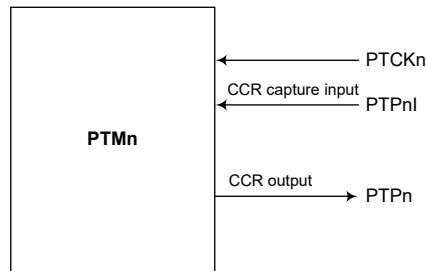 PTCKn
CCR capture input
PTPnI
PTMn
CCR output
PTPn